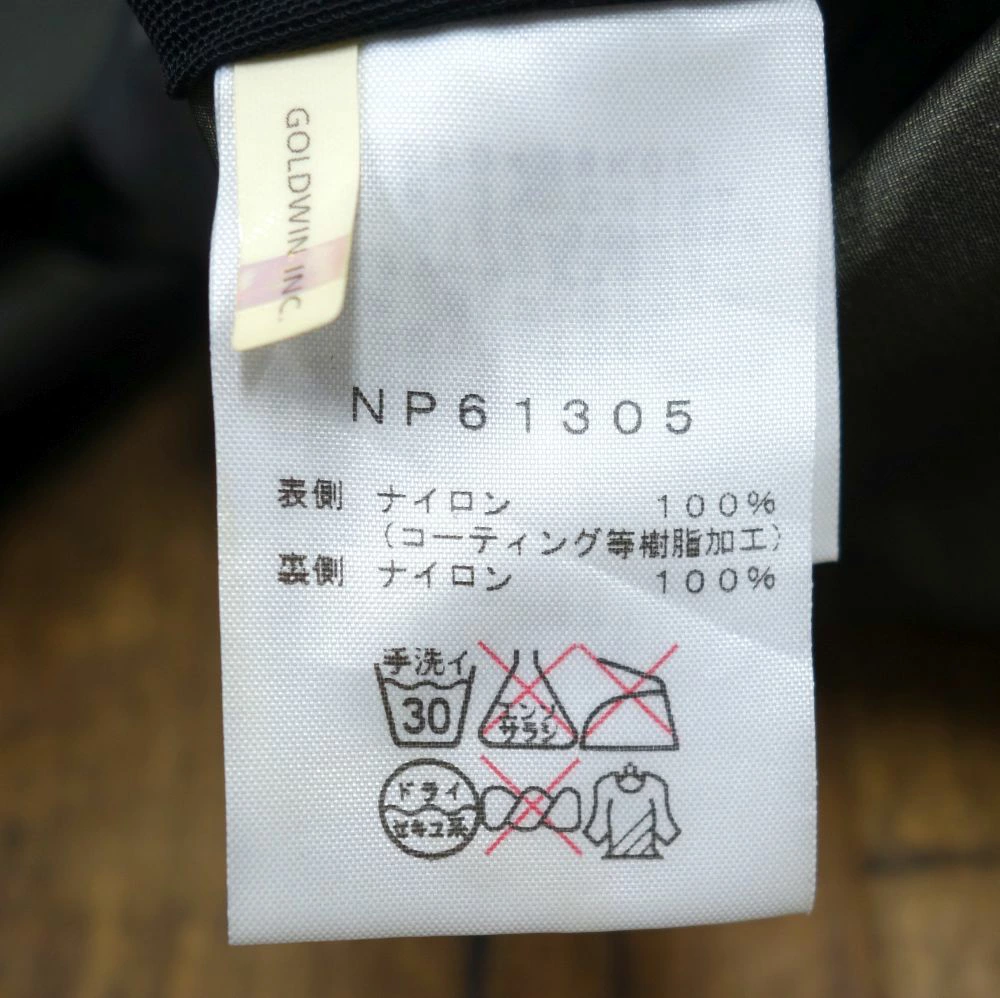 GOLDWIN INC.
NP61305
表側 ナイロン 100%
(コーティング等樹脂加工)
裏側 ナイロン 100%
手洗イ
30
エンソ
サラシ
ドライ
セキユ系